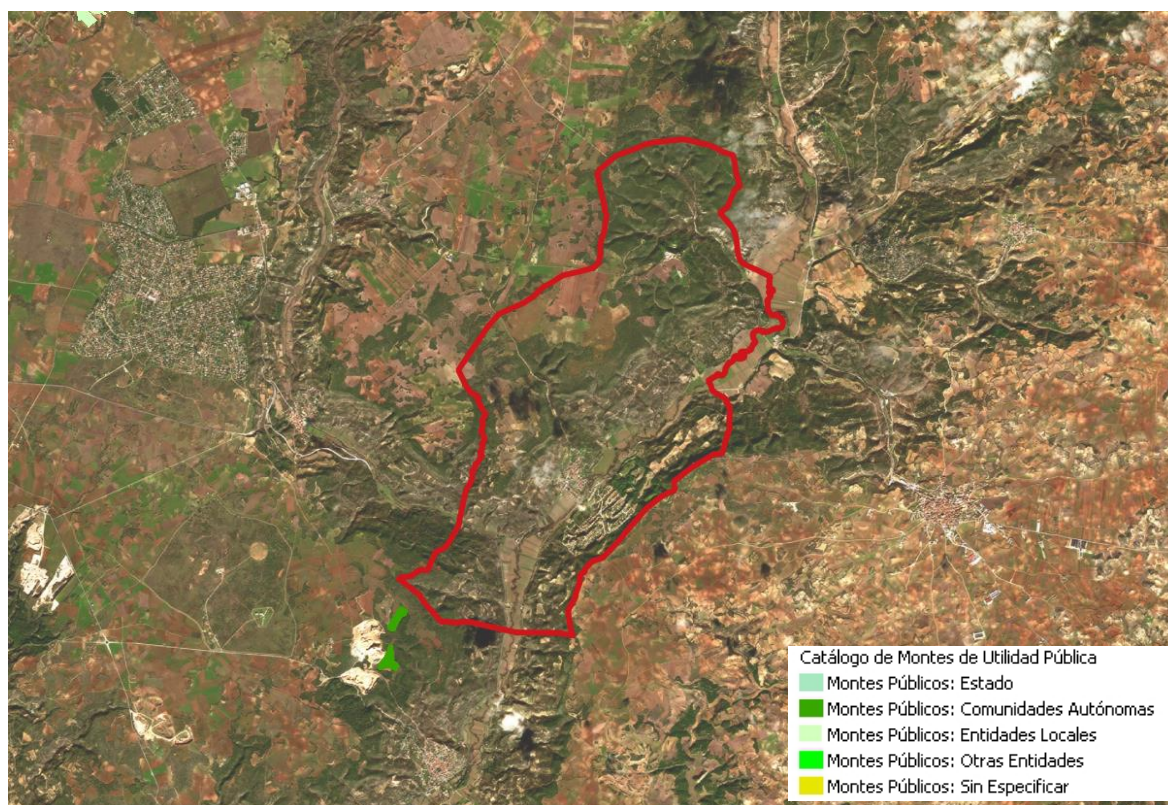 Catálogo de Montes de Utilidad Pública
Montes Públicos: Estado
Montes Públicos: Comunidades Autónomas
Montes Públicos: Entidades Locales
Montes Públicos: Otras Entidades
Montes Públicos: Sin Especificar